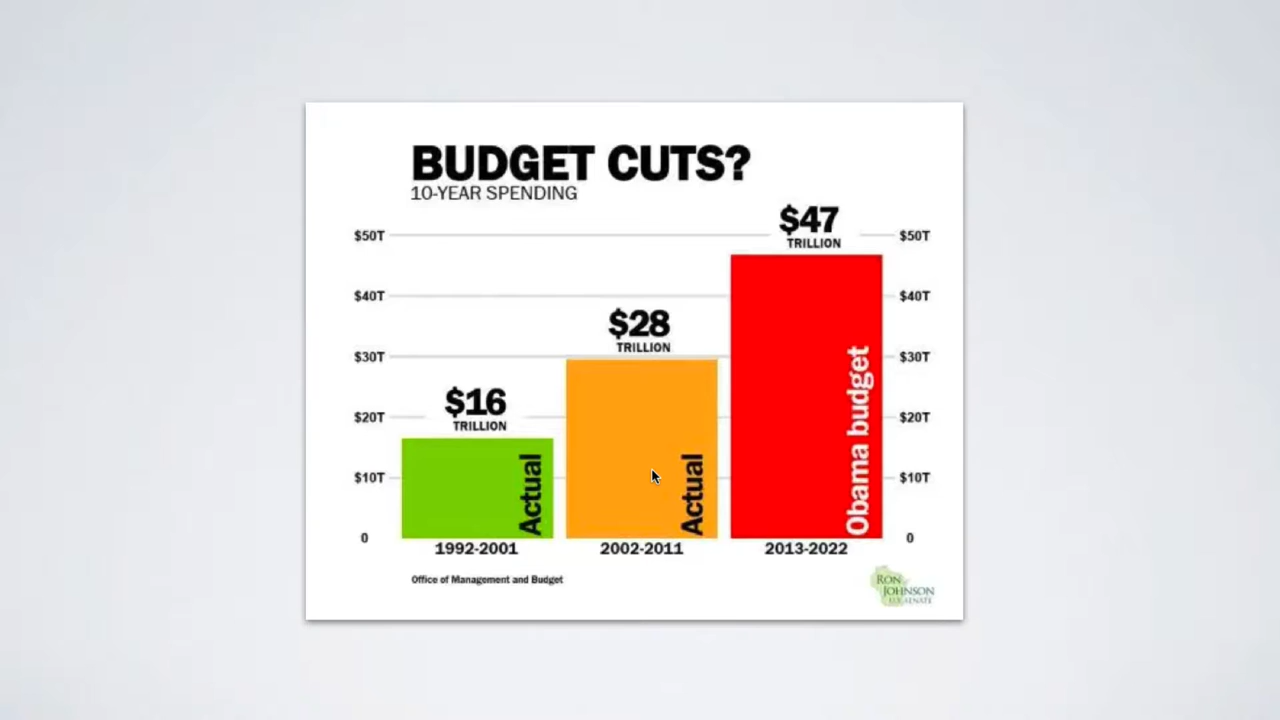 BUDGET CUTS?
10-YEAR SPENDING
$47
TRILLION
$50T
$50T
$40T
$40T
$28
TRILLION
$30T
$30T
$16
TRILLION
$20T
$20T
$10T
$10T
Actual
Actual
Obama budget
0
0
1992-2001
2002-2011
2013-2022
Office of Management and Budget
RON
JOHNSON
U.S. SENATE